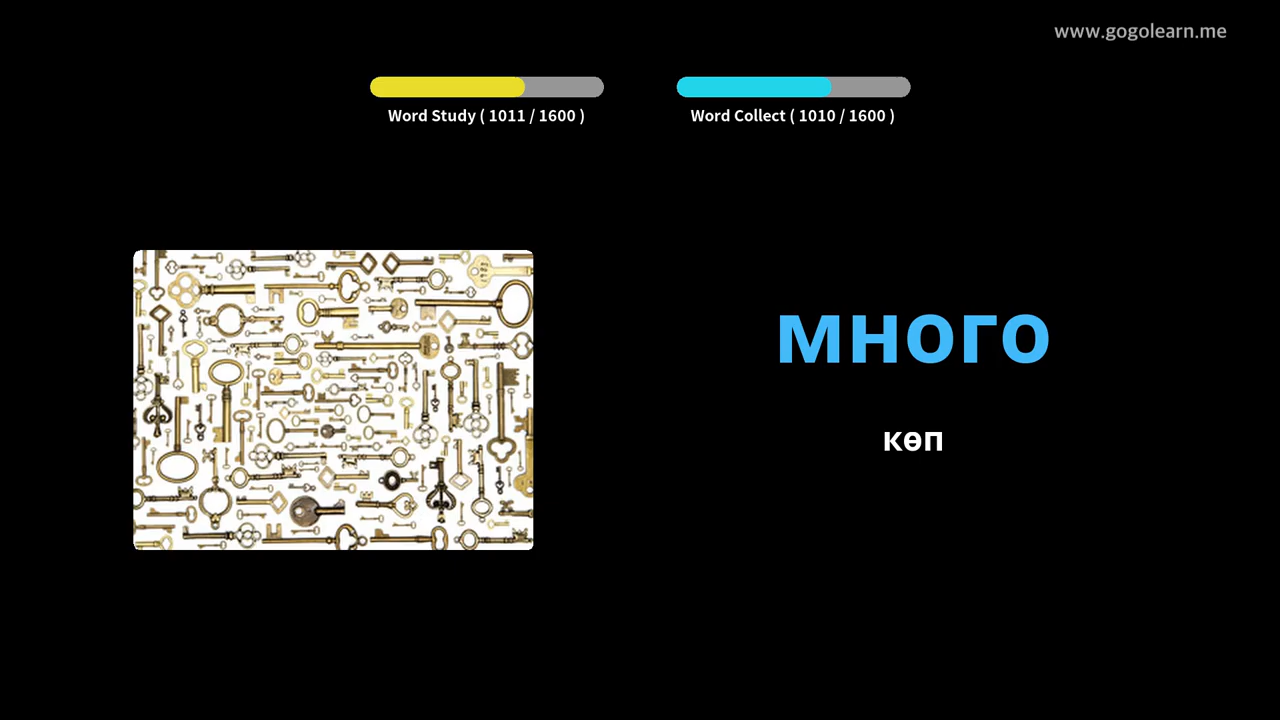 www.gogolearn.me
Word Study ( 1011 / 1600 )
Word Collect ( 1010 / 1600 )
много
көп